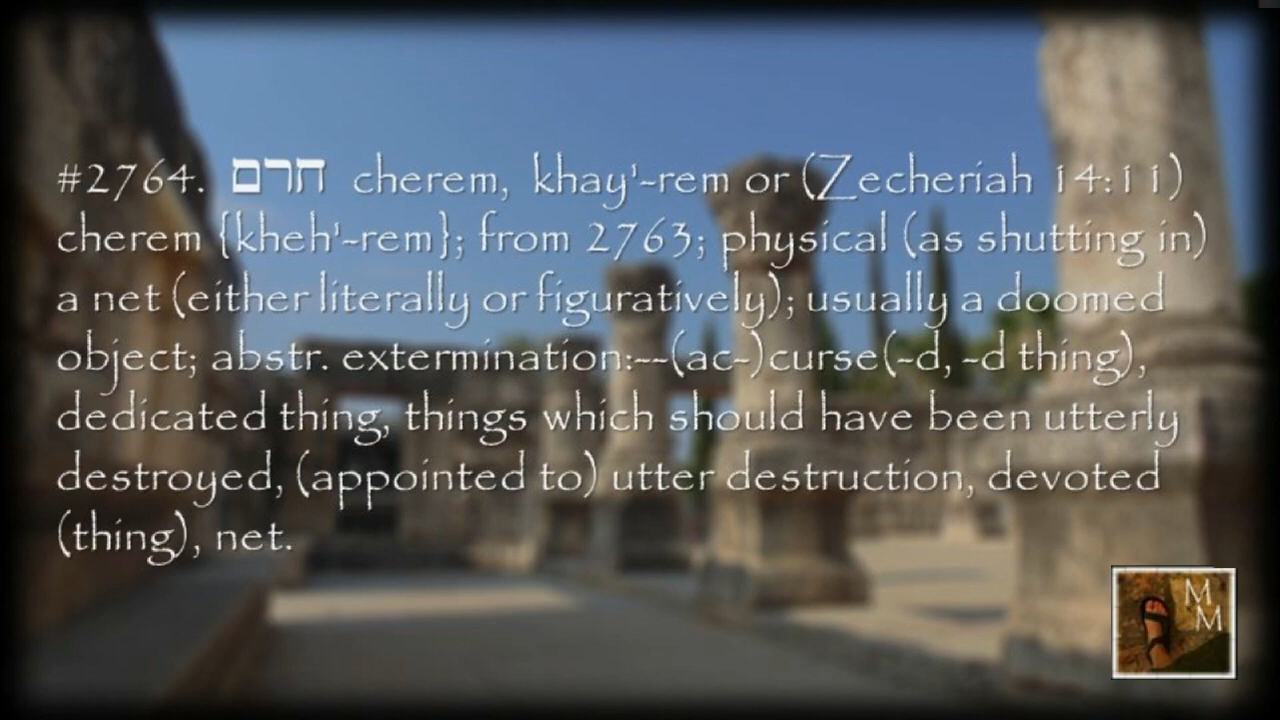 #2764. חרם cherem, khay'-rem or (Zecheriah 14:11)
cherem {kheh'-rem}; from 2763; physical (as shutting in)
a net (either literally or figuratively); usually a doomed
object; abstr. extermination:--(ac-)curse(-d, -d thing),
dedicated thing, things which should have been utterly
destroyed, (appointed to) utter destruction, devoted
(thing), net.
M
M